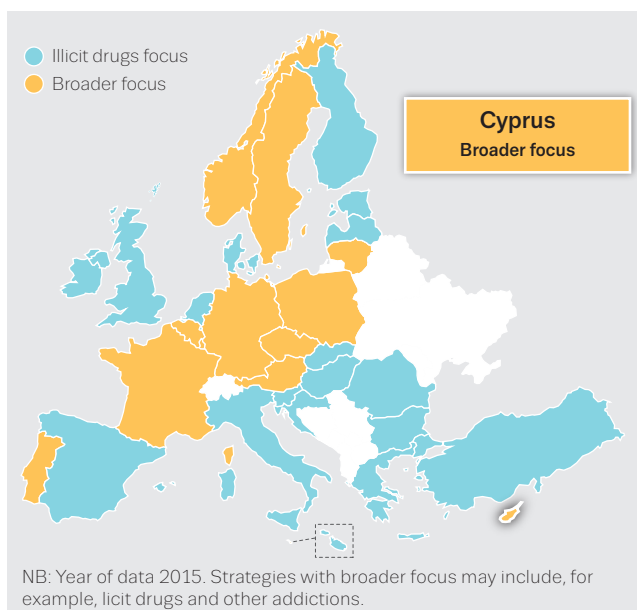 Illicit drugs focus
Broader focus
Cyprus
Broader focus
NB: Year of data 2015. Strategies with broader focus may include, for
example, licit drugs and other addictions.